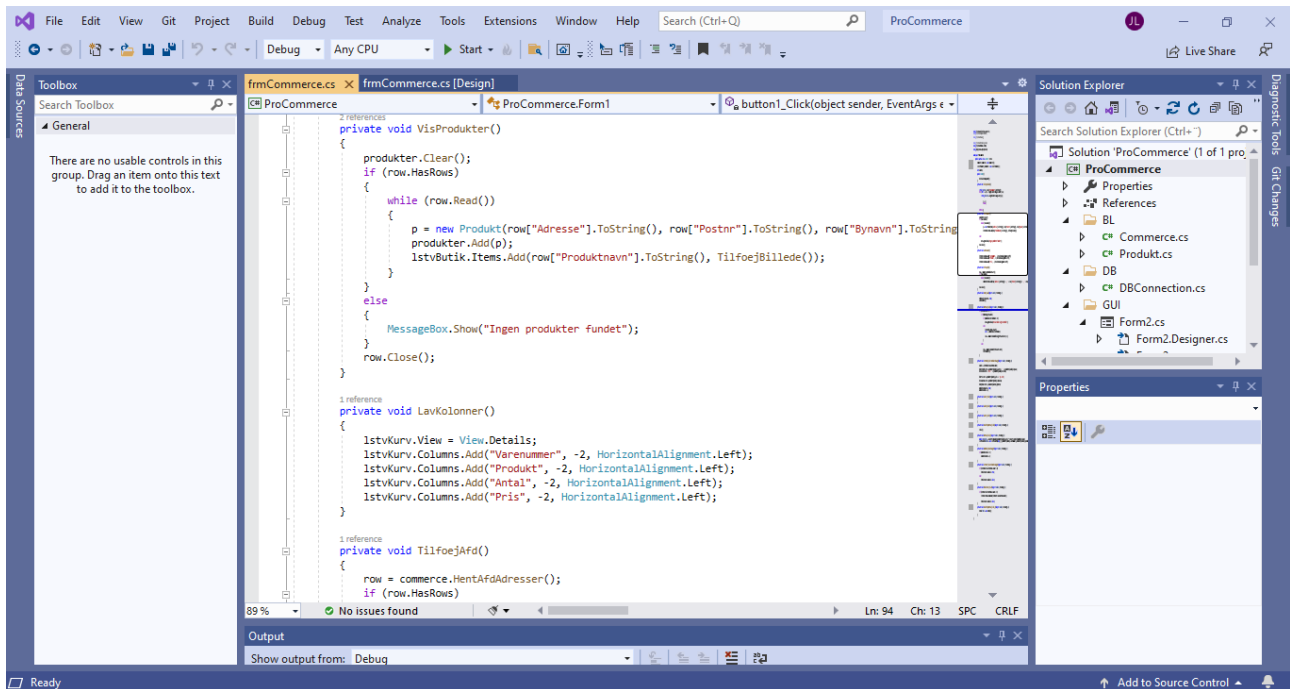 File Edit View Git Project Build Debug Test Analyze Tools Extensions Window Help Search (Ctrl+Q) ProCommerce JL
Debug Any CPU Start Live Share
Data Sources
Toolbox
Search Toolbox
General
There are no usable controls in this
group. Drag an item onto this text
to add it to the toolbox.
frmCommerce.cs frmCommerce.cs [Design]
C# ProCommerce ProCommerce.Form1 button1_Click(object sender, EventArgs e
2 references
private void VisProdukter()
{
produkter.Clear();
if (row.HasRows)
{
while (row.Read())
{
p = new Produkt(row["Adresse"].ToString(), row["Postnr"].ToString(), row["Bynavn"].ToString
produkter.Add(p);
lstvButik.Items.Add(row["Produktnavn"].ToString(), TilfoejBillede());
}
}
else
{
MessageBox.Show("Ingen produkter fundet");
}
row.Close();
}
1 reference
private void LavKolonner()
{
lstvKurv.View = View.Details;
lstvKurv.Columns.Add("Varenummer", -2, HorizontalAlignment.Left);
lstvKurv.Columns.Add("Produkt", -2, HorizontalAlignment.Left);
lstvKurv.Columns.Add("Antal", -2, HorizontalAlignment.Left);
lstvKurv.Columns.Add("Pris", -2, HorizontalAlignment.Left);
}
1 reference
private void TilfoejAfd()
{
row = commerce.HentAfdAdresser();
if (row.HasRows)
89 % No issues found Ln: 94 Ch: 13 SPC CRLF
Output
Show output from: Debug
Solution Explorer
Search Solution Explorer (Ctrl+¨)
Solution 'ProCommerce' (1 of 1 proj
C# ProCommerce
Properties
References
BL
C# Commerce.cs
C# Produkt.cs
DB
C# DBConnection.cs
GUI
Form2.cs
Form2.Designer.cs
Properties
Diagnostic Tools
Git Changes
Ready Add to Source Control